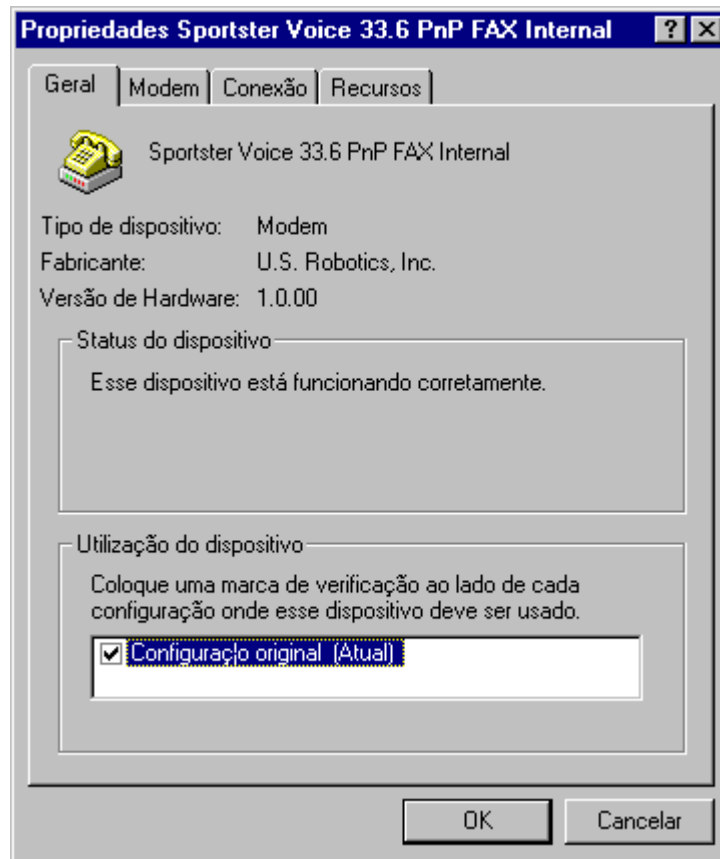 Propriedades Sportster Voice 33.6 PnP FAX Internal
Geral Modem Conexão Recursos
Sportster Voice 33.6 PnP FAX Internal
Tipo de dispositivo: Modem
Fabricante: U.S. Robotics, Inc.
Versão de Hardware: 1.0.00
Status do dispositivo
Esse dispositivo está funcionando corretamente.
Utilização do dispositivo
Coloque uma marca de verificação ao lado de cada
configuração onde esse dispositivo deve ser usado.
Configuraç¦o original (Atual)
OK Cancelar